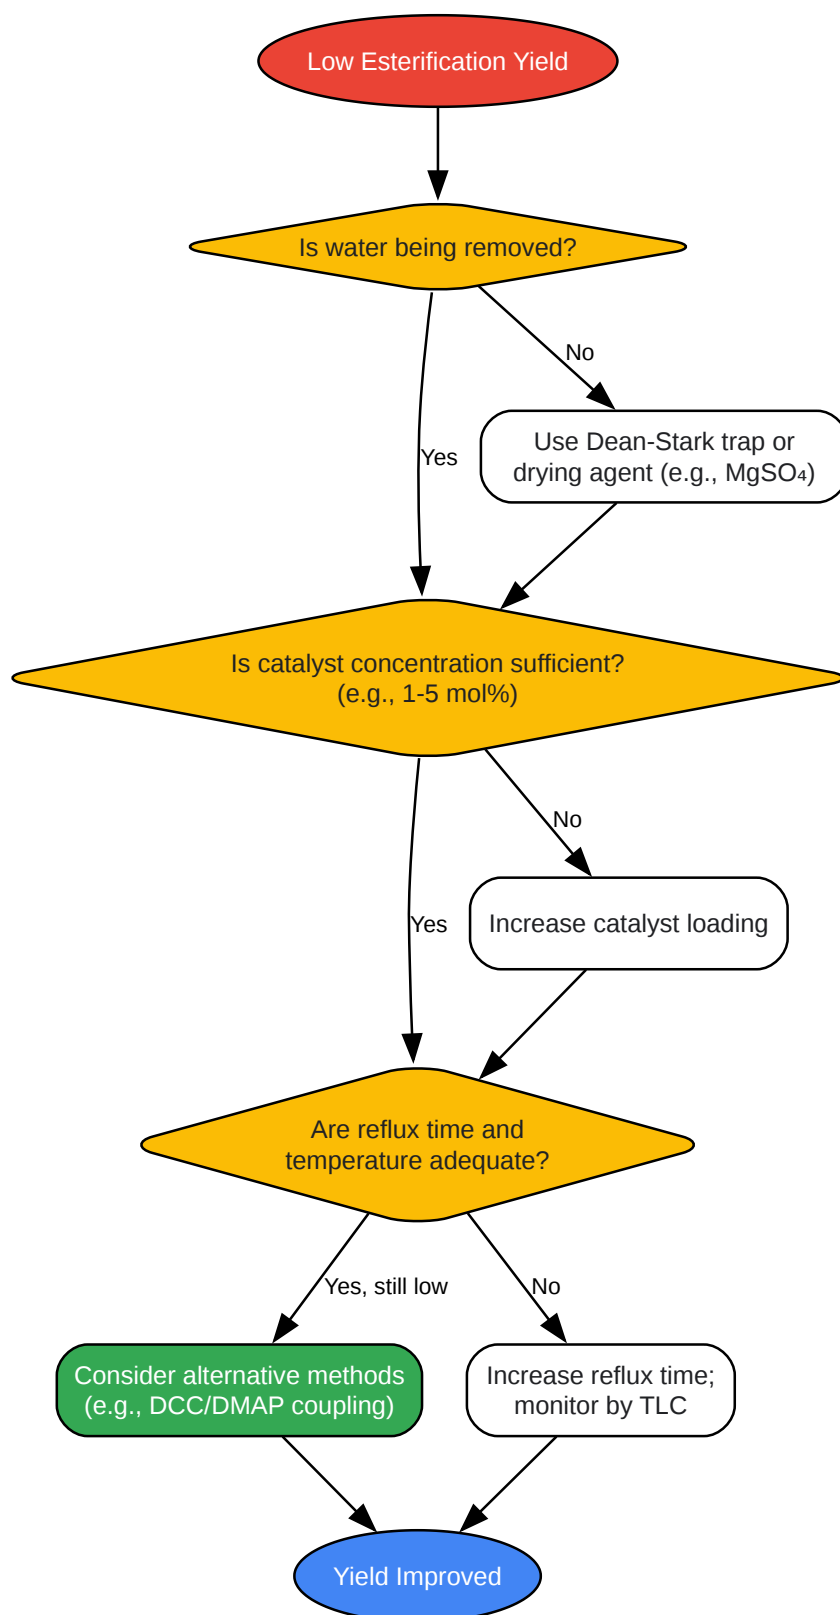 Low Esterification Yield
Is water being removed?
No
Use Dean-Stark trap or
drying agent (e.g., MgSO₄)
Yes
Is catalyst concentration sufficient?
(e.g., 1-5 mol%)
No
Increase catalyst loading
Yes
Are reflux time and
temperature adequate?
Yes, still low
No
Consider alternative methods
(e.g., DCC/DMAP coupling)
Increase reflux time;
monitor by TLC
Yield Improved